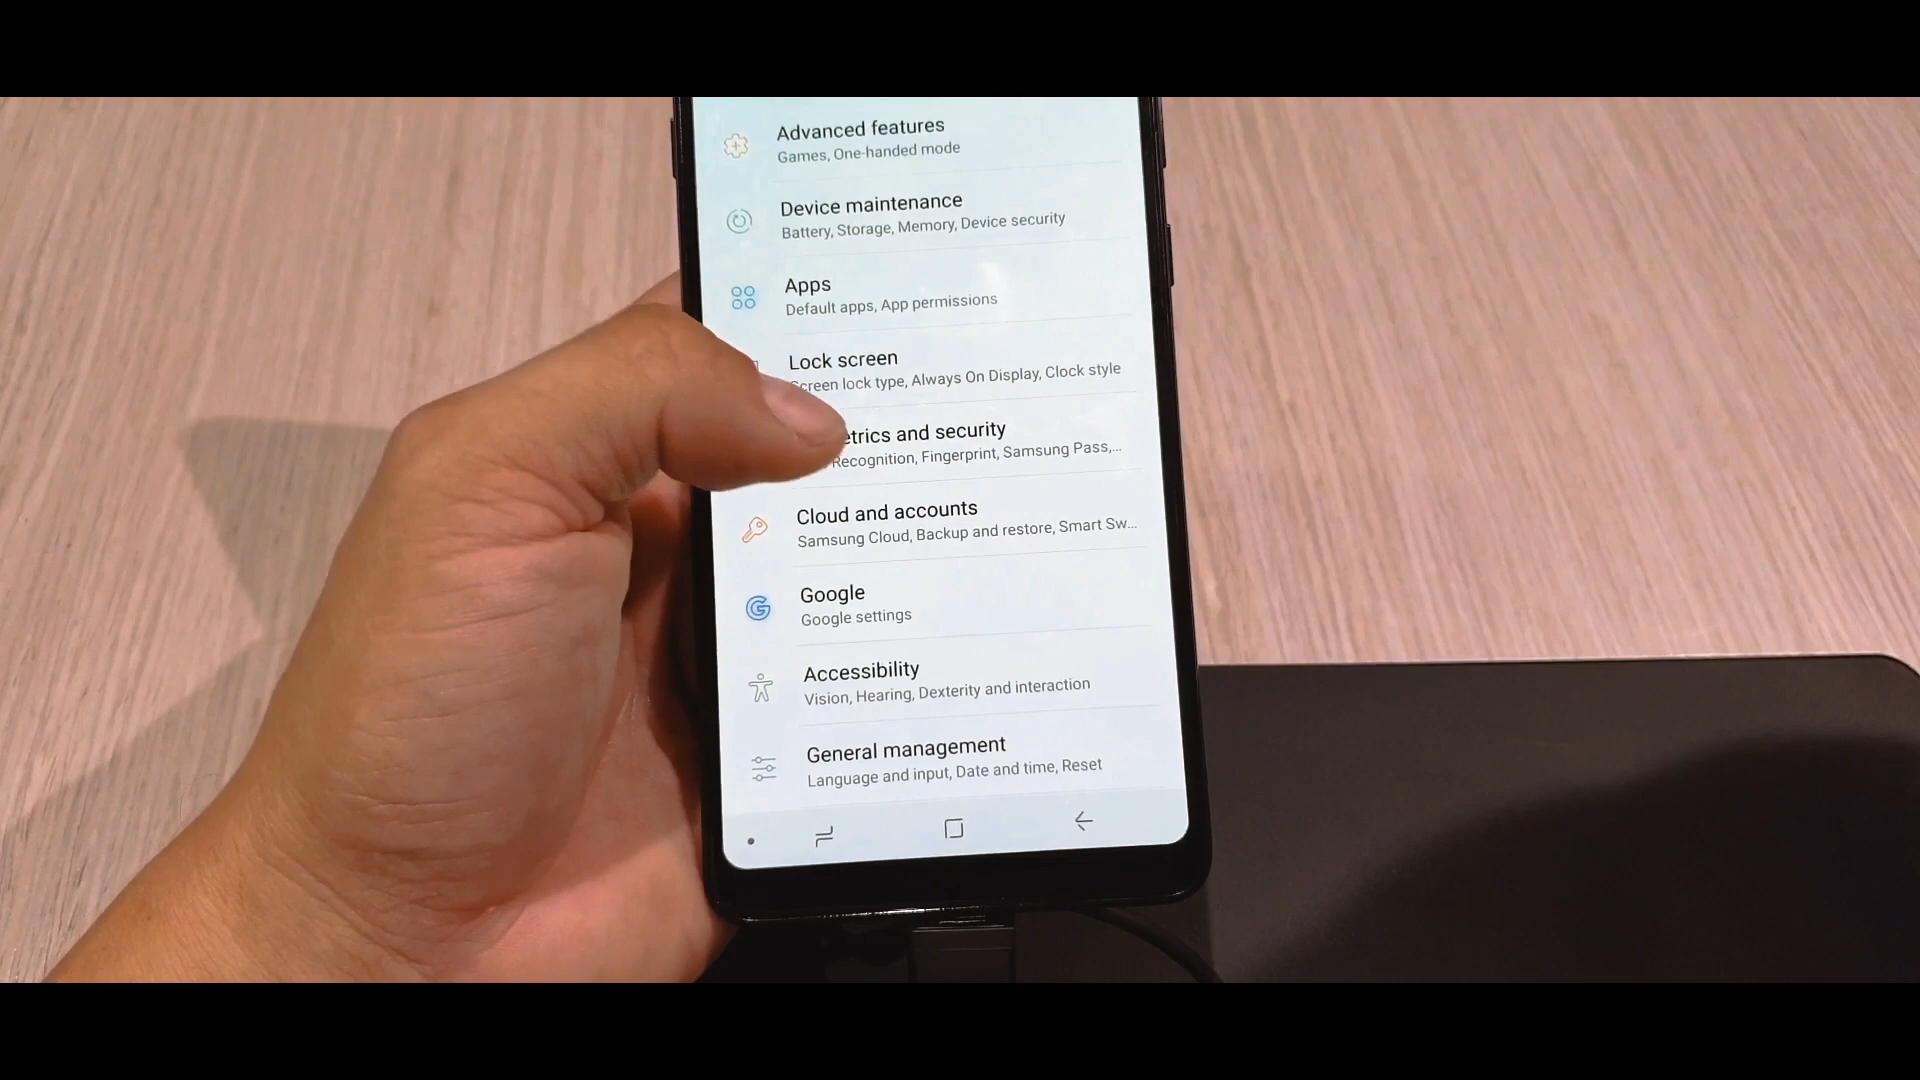 Advanced features
Games, One-handed mode
Device maintenance
Battery, Storage, Memory, Device security
Apps
Default apps, App permissions
Lock screen
Screen lock type, Always On Display, Clock style
etrics and security
Recognition, Fingerprint, Samsung Pass,...
Cloud and accounts
Samsung Cloud, Backup and restore, Smart Sw...
Google
Google settings
Accessibility
Vision, Hearing, Dexterity and interaction
General management
Language and input, Date and time, Reset